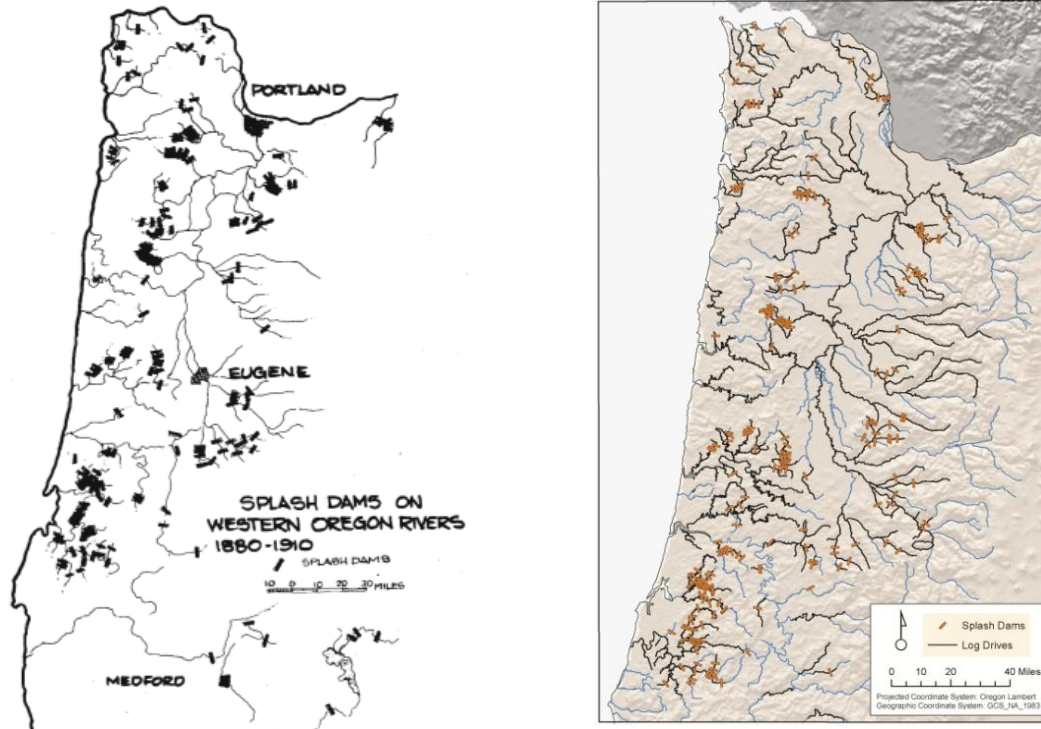 PORTLAND
EUGENE
SPLASH DAMS ON
WESTERN OREGON RIVERS
1880-1910
SPLASH DAMS
10 0 10 20 30 MILES
MEDFORD
Splash Dams
Log Drives
0 10 20 40 Miles
Projected Coordinate System: Oregon Lambert
Geographic Coordinate System: GCS_NA_1983